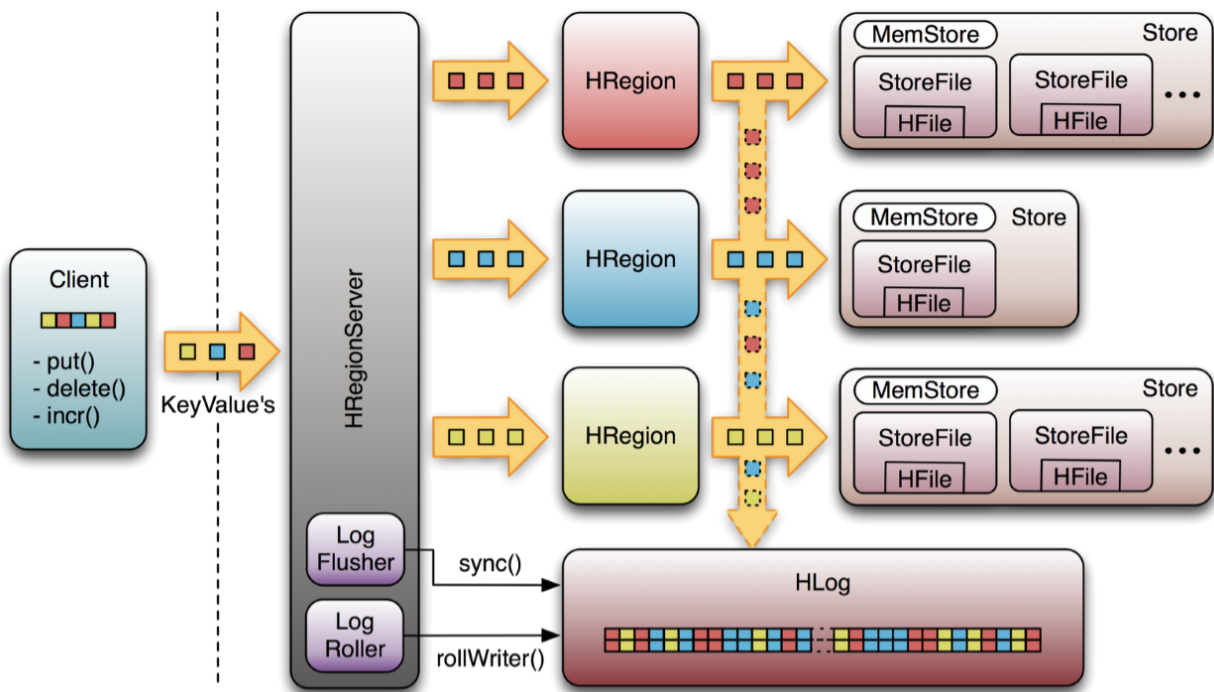 Client
- put()
- delete()
- incr()
KeyValue's
HRegionServer
Log
Flusher
Log
Roller
sync()
rollWriter()
HRegion
MemStore
Store
StoreFile
HFile
StoreFile
HFile
...
HRegion
MemStore
Store
StoreFile
HFile
HRegion
MemStore
Store
StoreFile
HFile
StoreFile
HFile
...
HLog